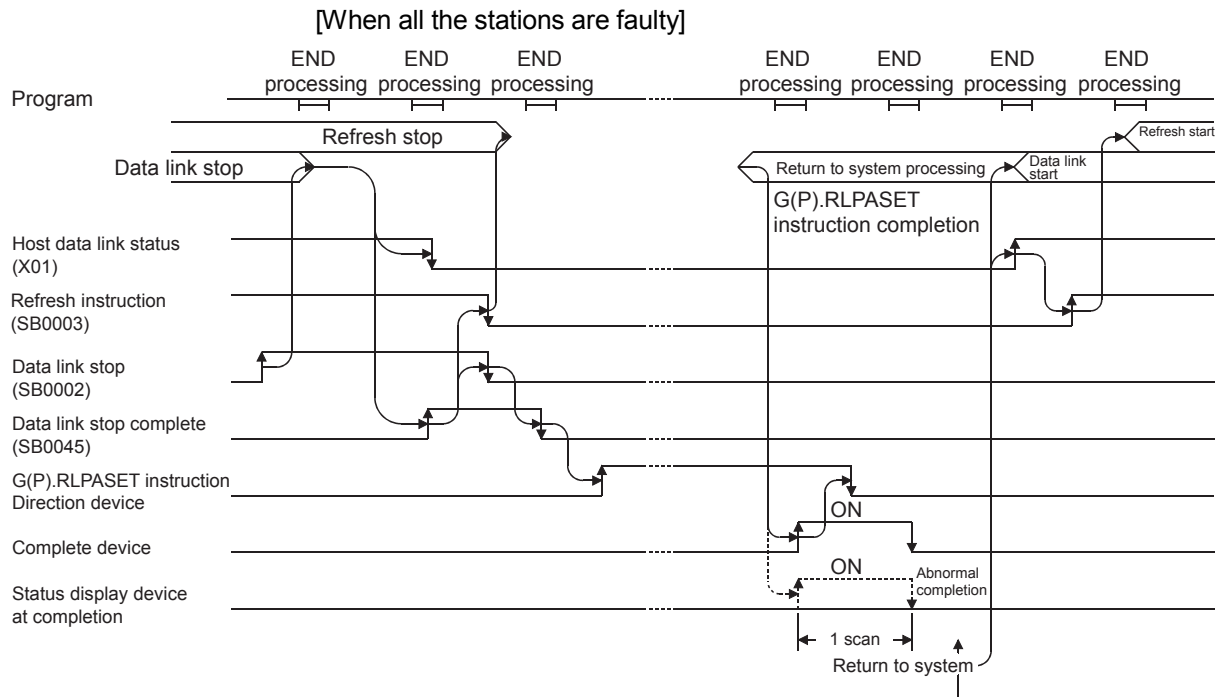 [When all the stations are faulty]
END processing
END processing
END processing
END processing
END processing
END processing
END processing
Program
Refresh stop
Refresh start
Data link stop
Return to system processing
Data link start
G(P).RLPASET instruction completion
Host data link status (X01)
Refresh instruction (SB0003)
Data link stop (SB0002)
Data link stop complete (SB0045)
G(P).RLPASET instruction Direction device
ON
Complete device
ON
Abnormal completion
Status display device at completion
1 scan
Return to system